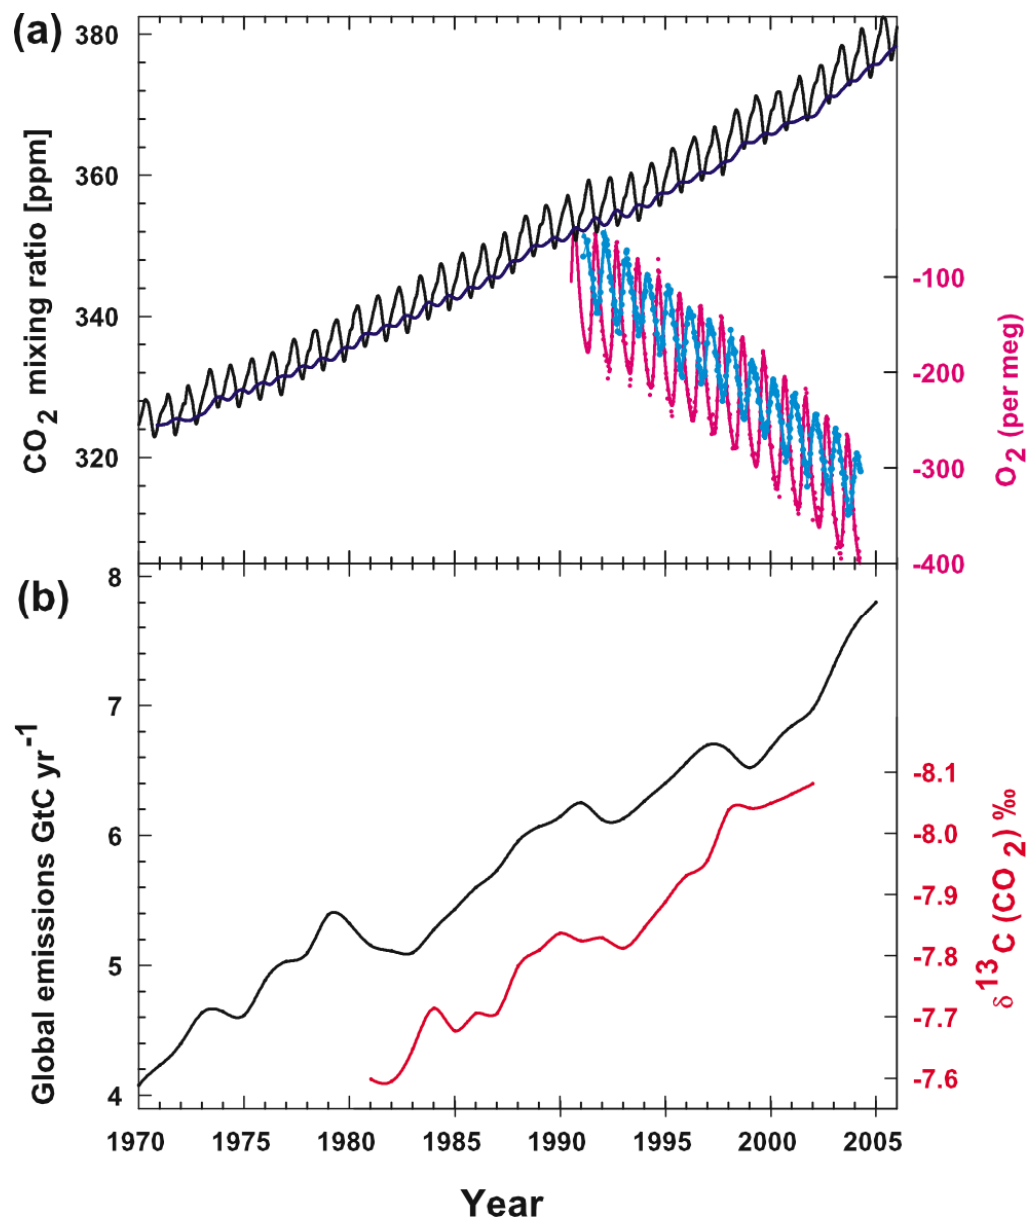 (a)
380
360
340
320
CO2 mixing ratio [ppm]
-100
-200
-300
-400
O2 (per meg)
(b)
8
7
6
5
4
Global emissions GtC yr-1
-8.1
-8.0
-7.9
-7.8
-7.7
-7.6
δ 13C (CO 2) ‰
1970 1975 1980 1985 1990 1995 2000 2005
Year